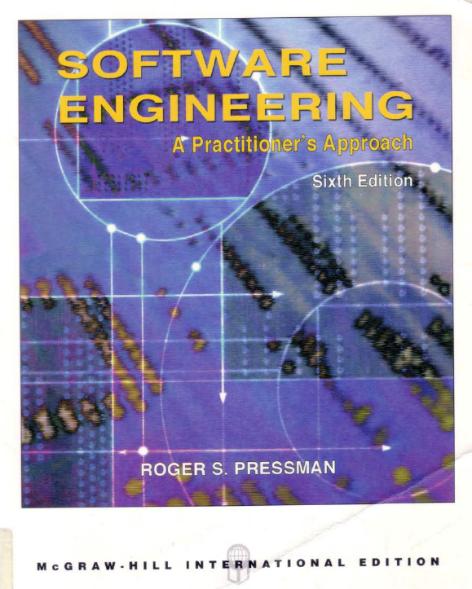 SOFTWARE
ENGINEERING
A Practitioner's Approach
Sixth Edition
ROGER S. PRESSMAN
McGRAW-HILL INTERNATIONAL EDITION